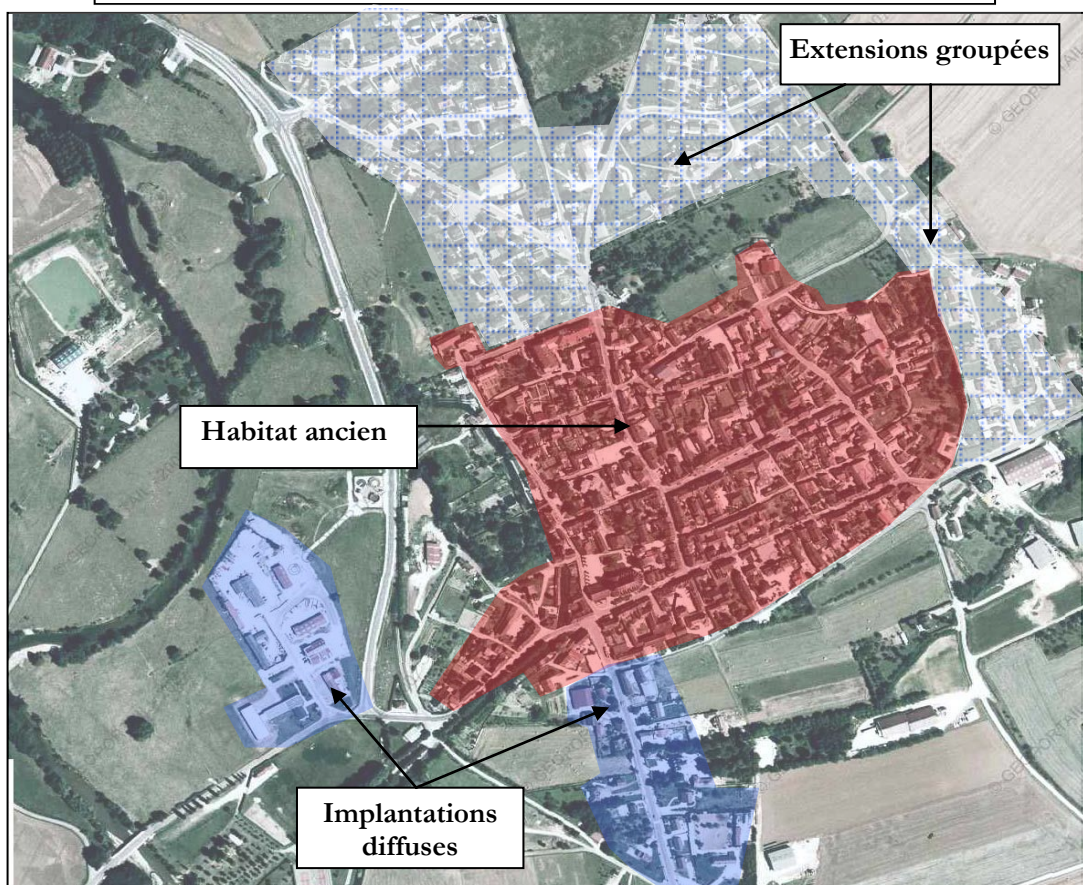 Extensions groupées
Habitat ancien
Implantations
diffuses